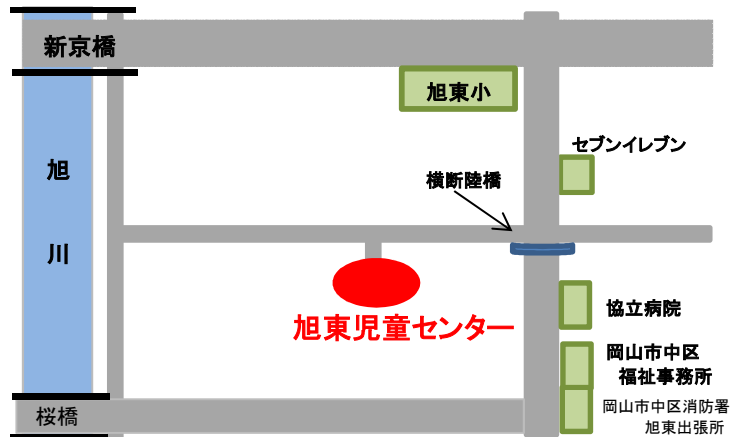 新京橋
旭東小
セブンイレブン
旭
川
横断陸橋
旭東児童センター
協立病院
岡山市中区
福祉事務所
岡山市中区消防署
旭東出張所
桜橋